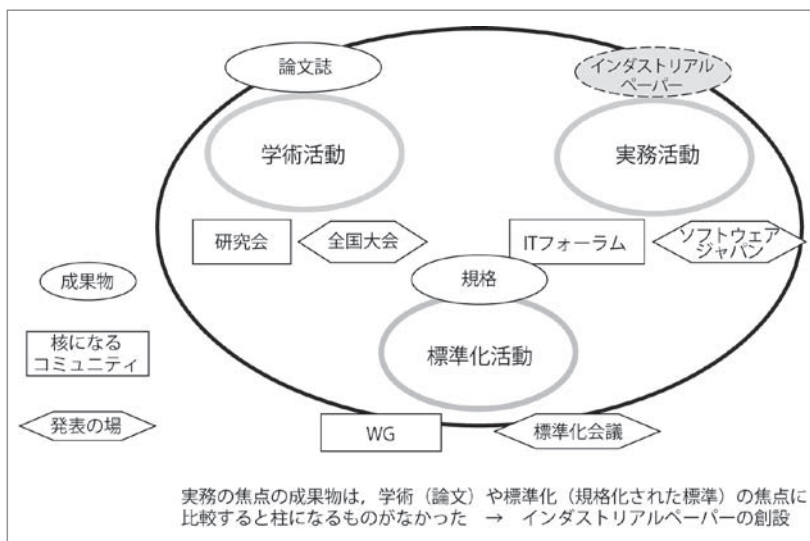 論文誌
インダストリアル
ペーパー
学術活動
実務活動
研究会
全国大会
ITフォーラム
ソフトウェア
ジャパン
成果物
規格
核になる
コミュニティ
標準化活動
発表の場
WG
標準化会議
実務の焦点の成果物は，学術（論文）や標準化（規格化された標準）の焦点に
比較すると柱になるものがなかった　→　インダストリアルペーパーの創設